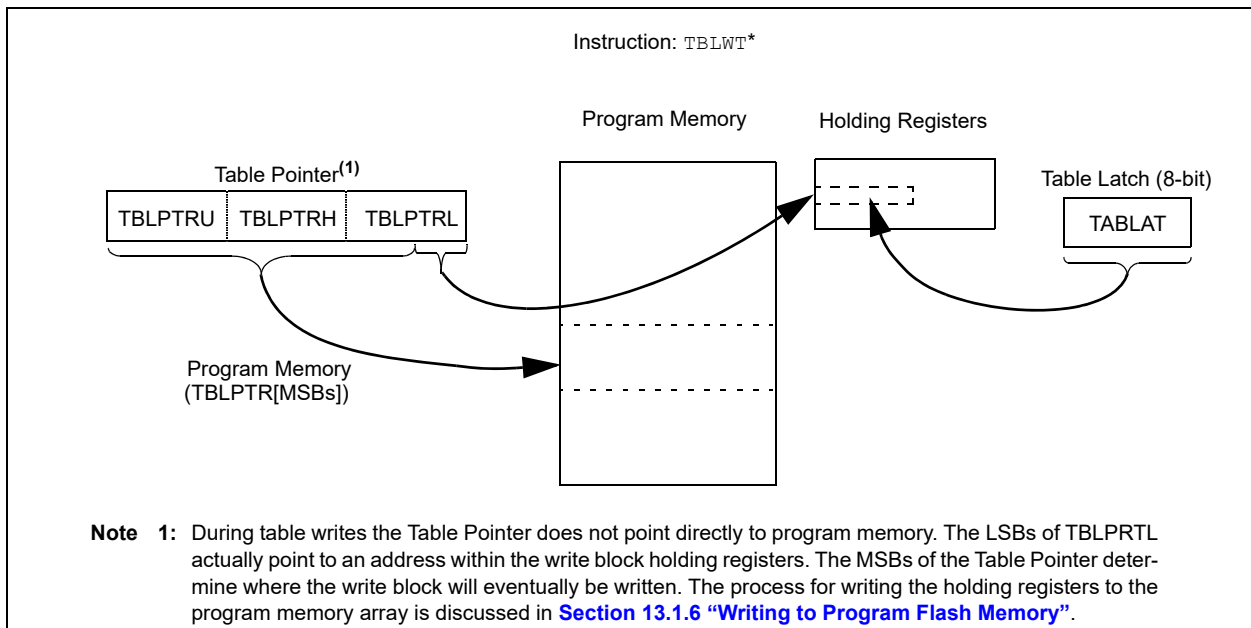 Instruction: TBLWT*
Program Memory
Holding Registers
Table Pointer(1)
Table Latch (8-bit)
TBLPTRU
TBLPTRH
TBLPTRL
TABLAT
Program Memory
(TBLPTR[MSBs])
Note 1: During table writes the Table Pointer does not point directly to program memory. The LSBs of TBLPRTL
actually point to an address within the write block holding registers. The MSBs of the Table Pointer deter-
mine where the write block will eventually be written. The process for writing the holding registers to the
program memory array is discussed in Section 13.1.6 “Writing to Program Flash Memory”.